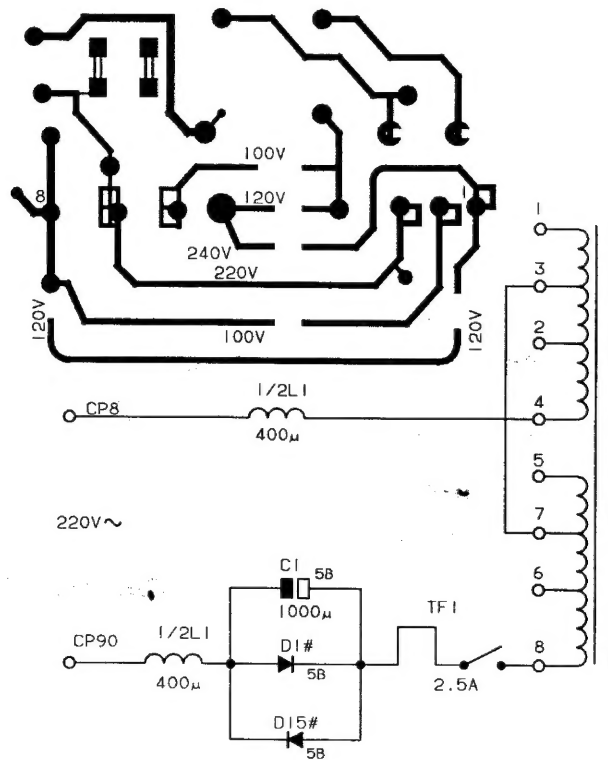 100V
8
120V
1
240V
220V
120V
100V
120V
1
3
2
1/2L1
CP8
4
400µ
5
220V~
7
C1
5B
6
1000µ
TF1
1/2L1
D1#
CP90
8
5B
400µ
2.5A
D15#
5B